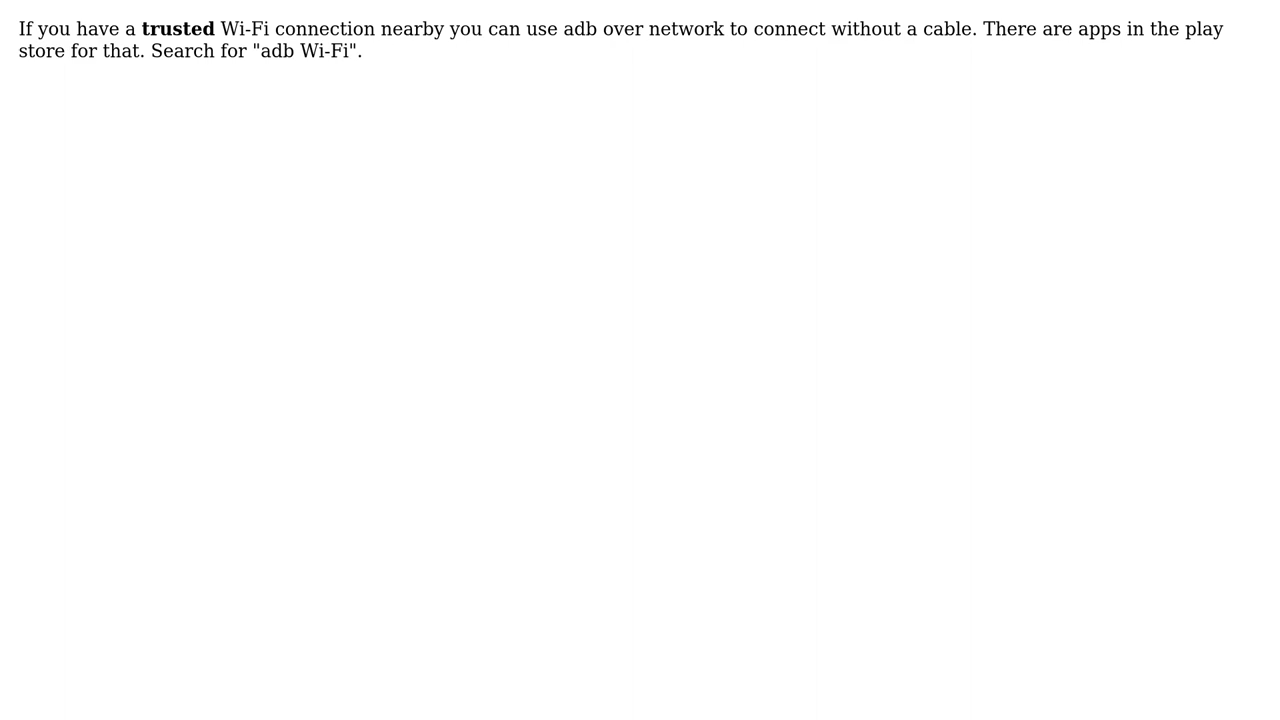 If you have a trusted Wi-Fi connection nearby you can use adb over network to connect without a cable. There are apps in the play
store for that. Search for "adb Wi-Fi".